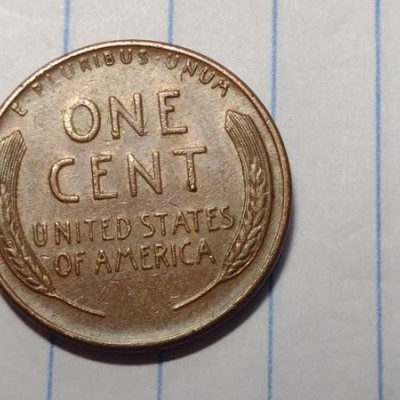 E·PLURIBUS·UNUM
ONE
CENT
UNITED STATES
OF AMERICA